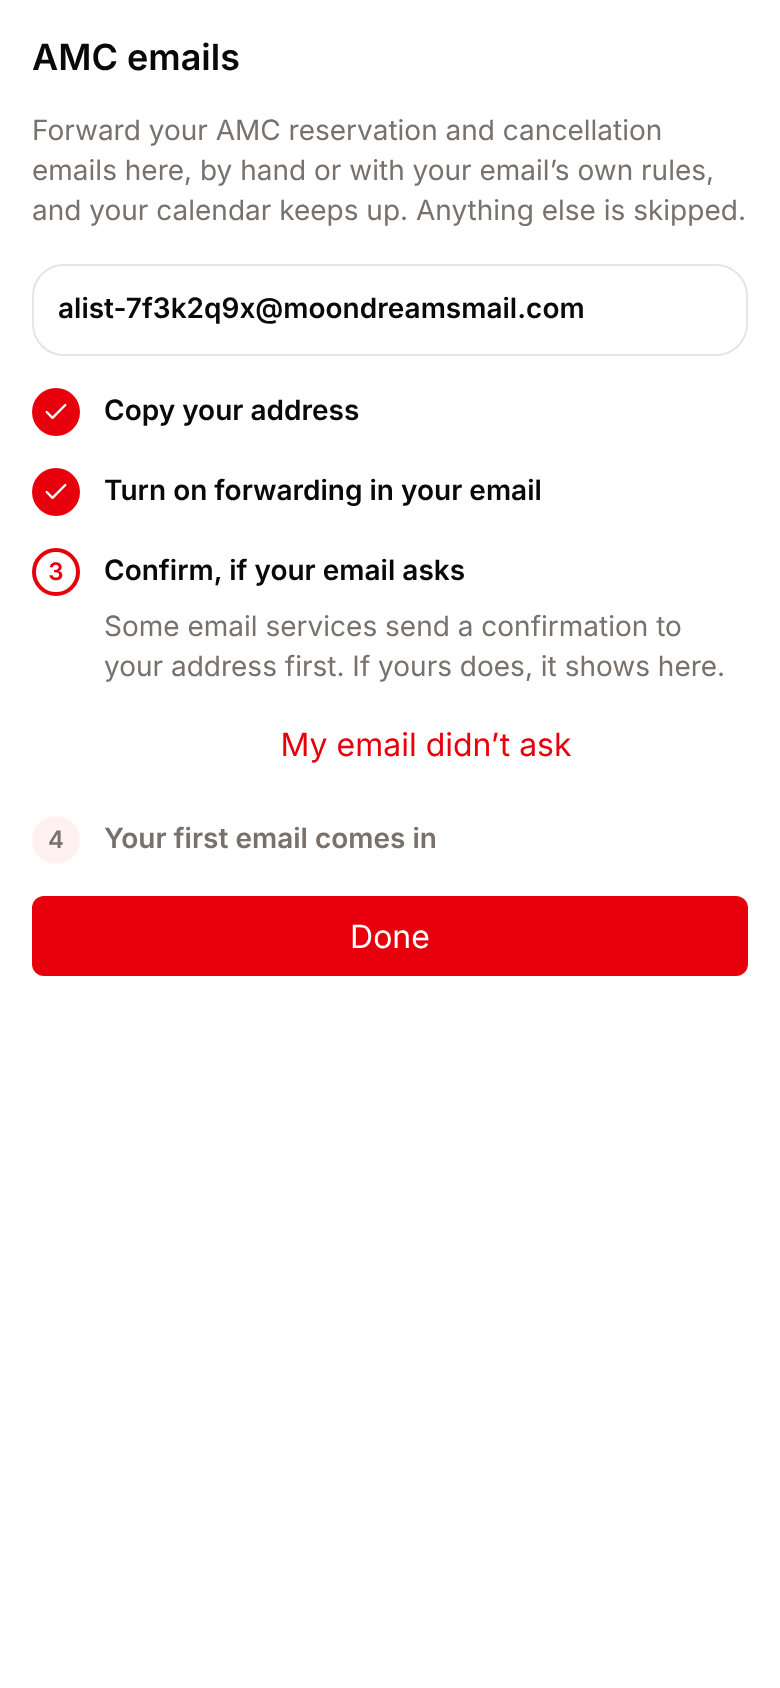 AMC emails
Forward your AMC reservation and cancellation
emails here, by hand or with your email’s own rules,
and your calendar keeps up. Anything else is skipped.
alist-7f3k2q9x@moondreamsmail.com
Copy your address
Turn on forwarding in your email
3 Confirm, if your email asks
Some email services send a confirmation to
your address first. If yours does, it shows here.
My email didn’t ask
4 Your first email comes in
Done